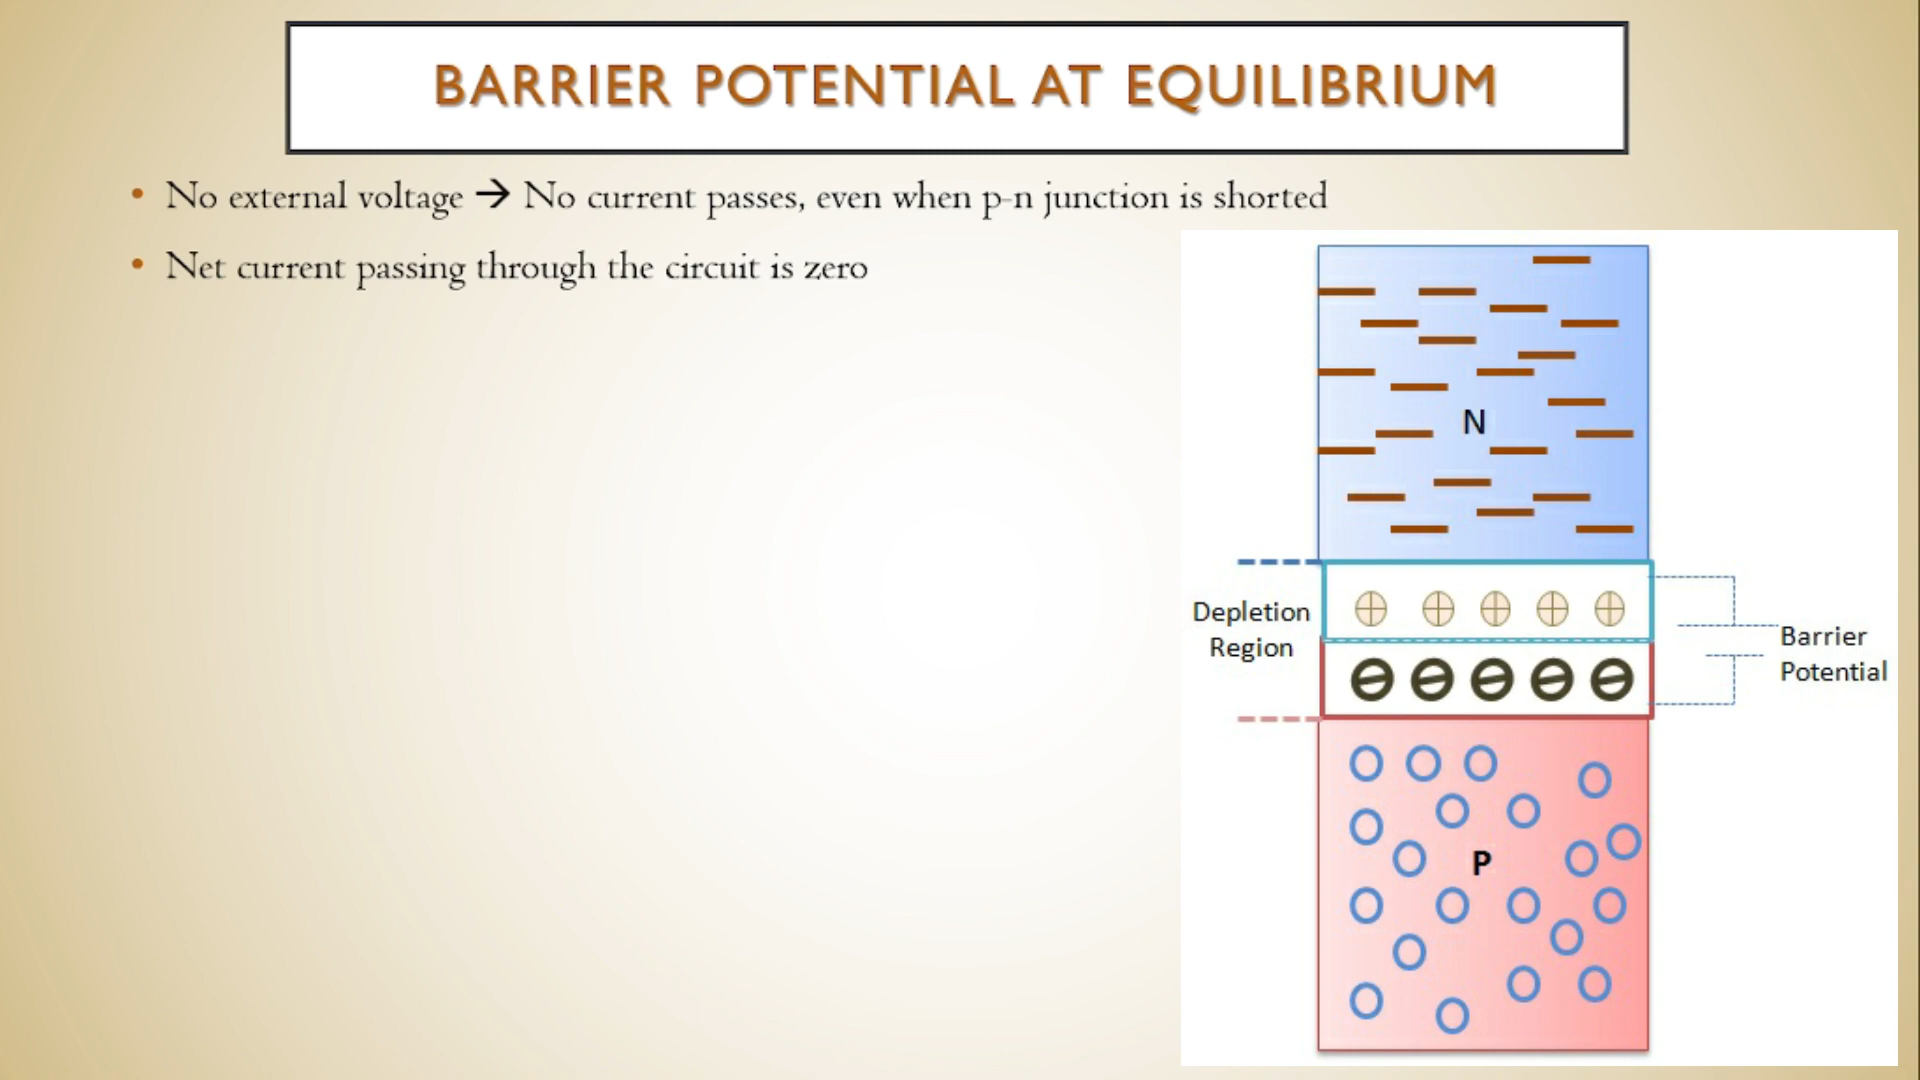 BARRIER POTENTIAL AT EQUILIBRIUM
• No external voltage → No current passes, even when p-n junction is shorted
• Net current passing through the circuit is zero
N
Depletion
Region
Barrier
Potential
P